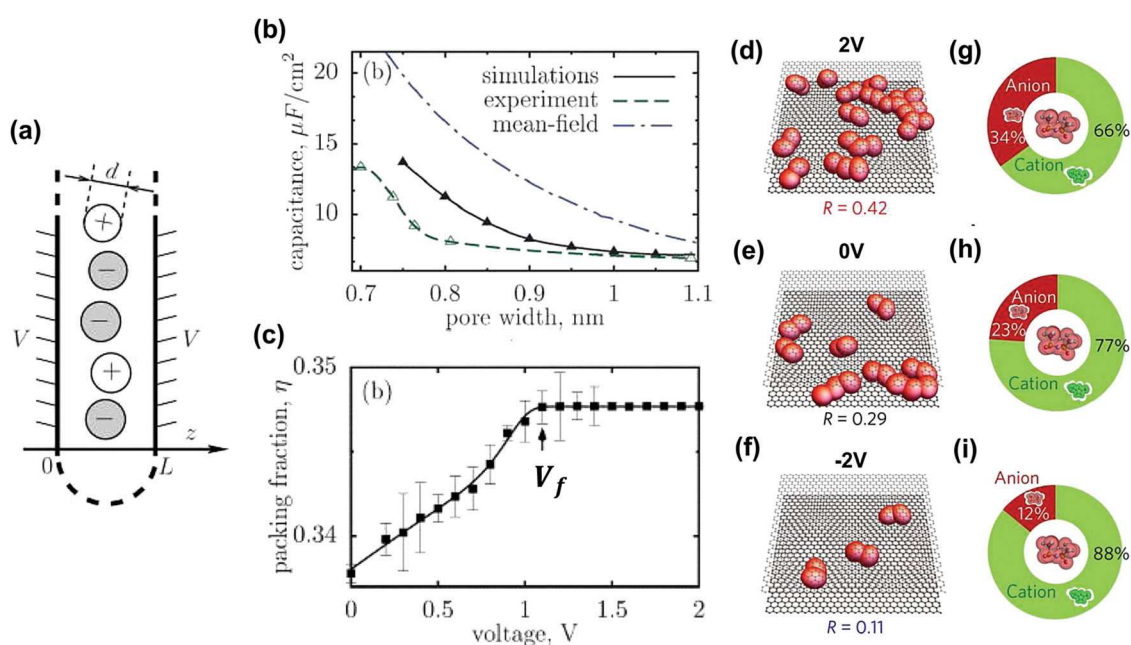 (a)
d
+
−
−
+
−
V
V
0
L
z
(b)
(b)
simulations
experiment
mean-field
capacitance, μF/cm²
20
15
10
0.7
0.8
0.9
1
1.1
pore width, nm
(c)
(b)
packing fraction, η
0.35
0.34
V_f
0
0.5
1
1.5
2
voltage, V
(d)
2V
R = 0.42
(e)
0V
R = 0.29
(f)
-2V
R = 0.11
(g)
Anion
34%
66%
Cation
(h)
Anion
23%
77%
Cation
(i)
Anion
12%
88%
Cation